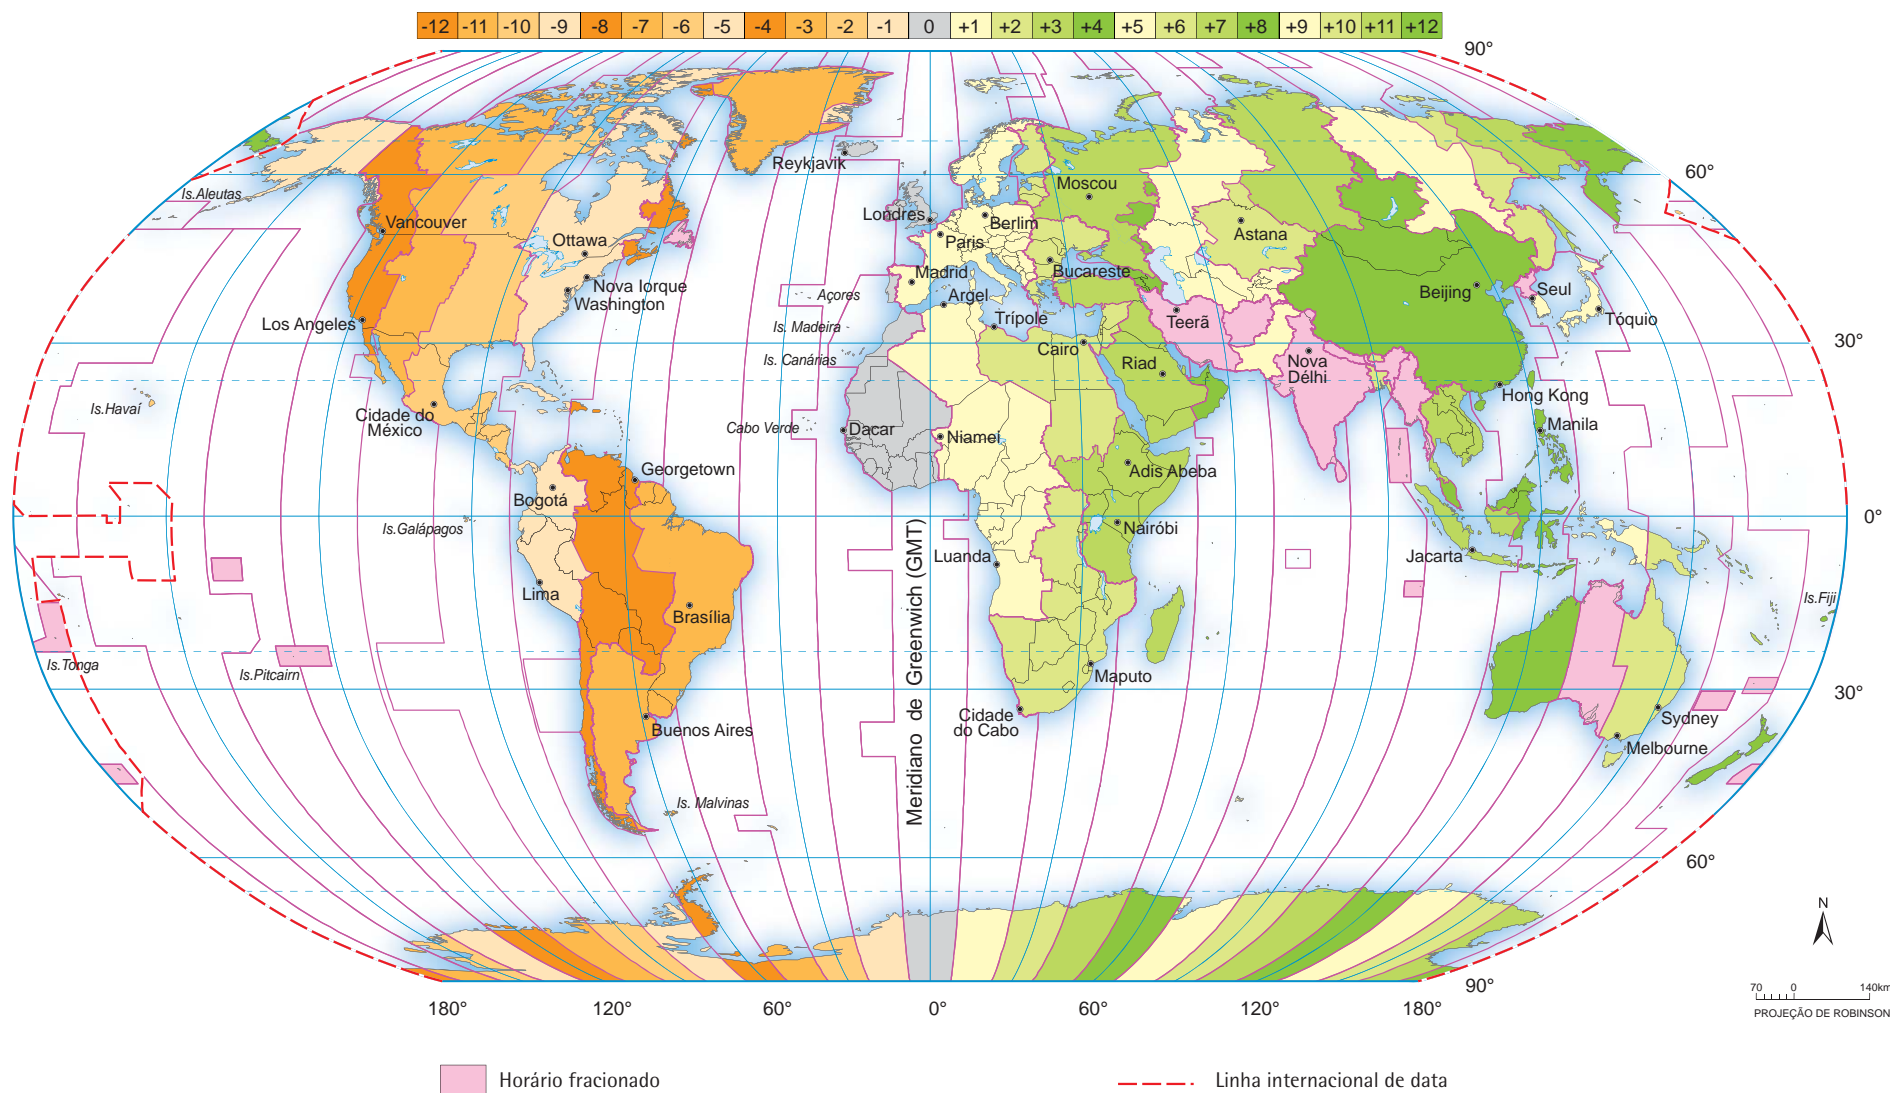 -12 -11 -10 -9 -8 -7 -6 -5 -4 -3 -2 -1 0 +1 +2 +3 +4 +5 +6 +7 +8 +9 +10 +11 +12
90°
Reykjavik
60°
Is.Aleutas
Moscou
Londres
Vancouver
Berlim
Astana
Ottawa
Paris
Madrid
Bucareste
Nova Iorque
Beijing
Seul
Washington
Açores
Argel
Los Angeles
Is. Madeira
Trípole
Teerã
Tóquio
30°
Is. Canárias
Cairo
Riad
Nova
Délhi
Is.Havaí
Hong Kong
Cidade do
México
Cabo Verde
Dacar
Niamei
Manila
Georgetown
Adis Abeba
Bogotá
0°
Is.Galápagos
Nairóbi
Luanda
Jacarta
Lima
Is.Fiji
Brasília
Meridiano de Greenwich (GMT)
Is.Tonga
Is.Pitcairn
Maputo
30°
Cidade
do Cabo
Sydney
Buenos Aires
Melbourne
Is. Malvinas
60°
N
90°
70 0 140km
180° 120° 60° 0° 60° 120° 180°
PROJEÇÃO DE ROBINSON
Horário fracionado
Linha internacional de data